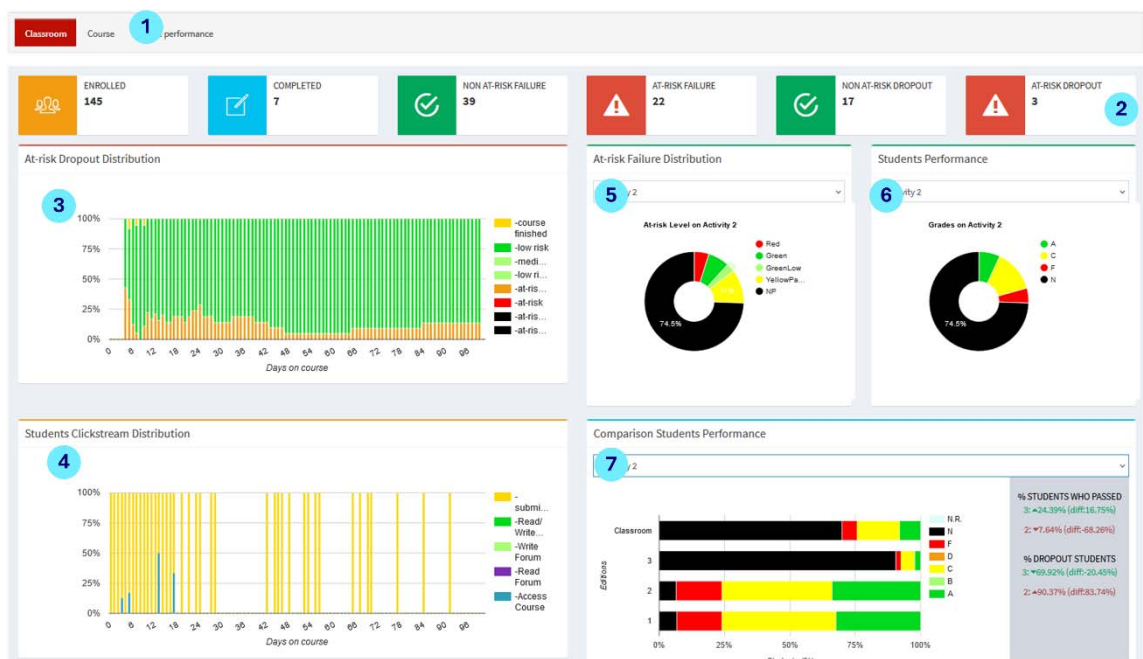 Classroom Course 1 performance
ENROLLED
145
COMPLETED
7
NON AT-RISK FAILURE
39
AT-RISK FAILURE
22
NON AT-RISK DROPOUT
17
AT-RISK DROPOUT
3
2
At-risk Dropout Distribution
3
100%
75%
50%
25%
0%
0 6 12 18 24 30 36 42 48 54 60 66 72 78 84 90 96
Days on course
-course
finished
-low risk
-medi...
-low ri...
-at-ris...
-at-risk
-at-ris...
-at-ris...
At-risk Failure Distribution
5 y 2
At-risk Level on Activity 2
74.5%
Red
Green
GreenLow
YellowPa...
NP
Students Performance
6 vity 2
Grades on Activity 2
74.5%
A
C
F
N
Students Clickstream Distribution
4
100%
75%
50%
25%
0%
0 6 12 18 24 30 36 42 48 54 60 66 72 78 84 90 96
Days on course
-
submi...
-Read/
Write...
-Write
Forum
-Read
Forum
-Access
Course
Comparison Students Performance
7 y 2
Editions
Classroom
3
2
1
0% 25% 50% 75% 100%
N.R.
N
F
D
C
B
A
% STUDENTS WHO PASSED
3: ▲24.39% (diff:16.75%)
2: ▼7.64% (diff:-68.26%)
% DROPOUT STUDENTS
3: ▼69.92% (diff:-20.45%)
2: ▲90.37% (diff:83.74%)